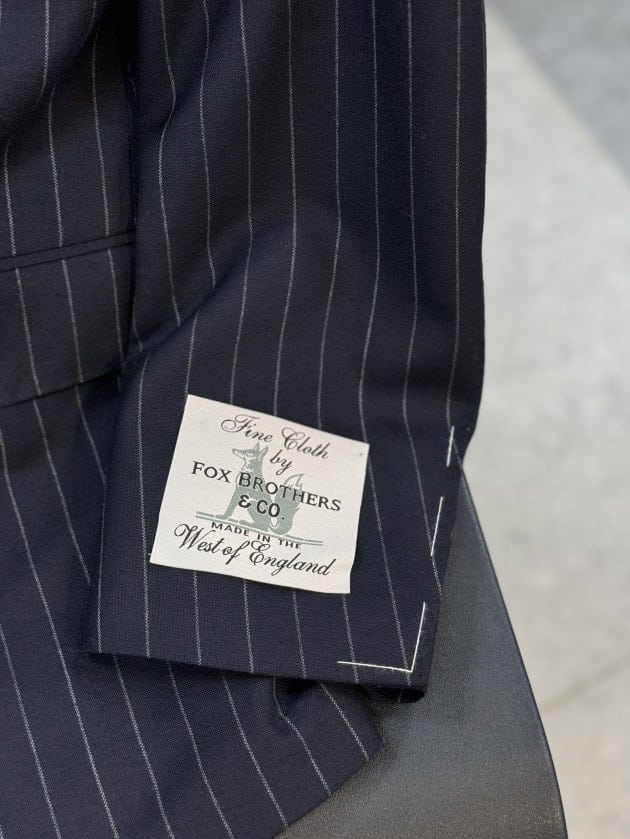 Fine Cloth
by
FOX BROTHERS
& CO.
MADE IN THE
West of England